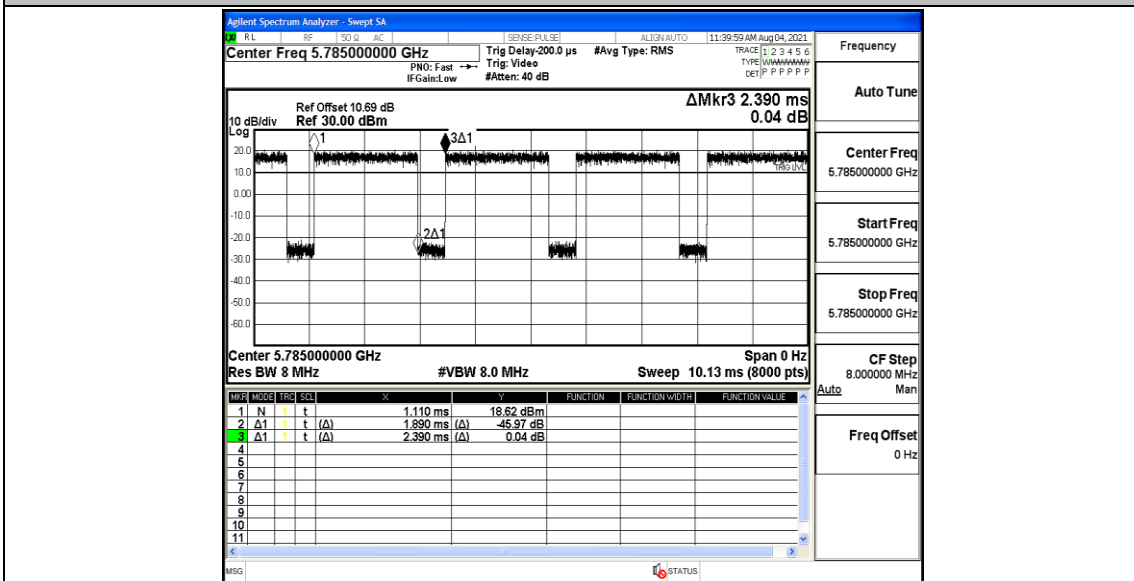 Agilent Spectrum Analyzer - Swept SA
RL RF 50 Ω AC SENSE:PULSE ALIGN AUTO 11:39:59 AM Aug 04, 2021
Center Freq 5.785000000 GHz
PNO: Fast
IFGain:Low
Trig Delay-200.0 µs
Trig: Video
#Atten: 40 dB
#Avg Type: RMS
TRACE 1 2 3 4 5 6
TYPE
DET P P P P P P
Ref Offset 10.69 dB
Ref 30.00 dBm
10 dB/div
Log
ΔMkr3 2.390 ms
0.04 dB
20.0
10.0
0.00
-10.0
-20.0
-30.0
-40.0
-50.0
-60.0
1
3Δ1
2Δ1
TRIG LVL
Center 5.785000000 GHz
Span 0 Hz
Res BW 8 MHz
#VBW 8.0 MHz
Sweep 10.13 ms (8000 pts)
MKR MODE TRC SCL X Y FUNCTION FUNCTION WIDTH FUNCTION VALUE
1 N 1 t 1.110 ms 18.62 dBm
2 Δ1 1 t (Δ) 1.890 ms (Δ) -45.97 dB
3 Δ1 1 t (Δ) 2.390 ms (Δ) 0.04 dB
4
5
6
7
8
9
10
11
MSG
STATUS
Frequency
Auto Tune
Center Freq
5.785000000 GHz
Start Freq
5.785000000 GHz
Stop Freq
5.785000000 GHz
CF Step
8.000000 MHz
Auto Man
Freq Offset
0 Hz